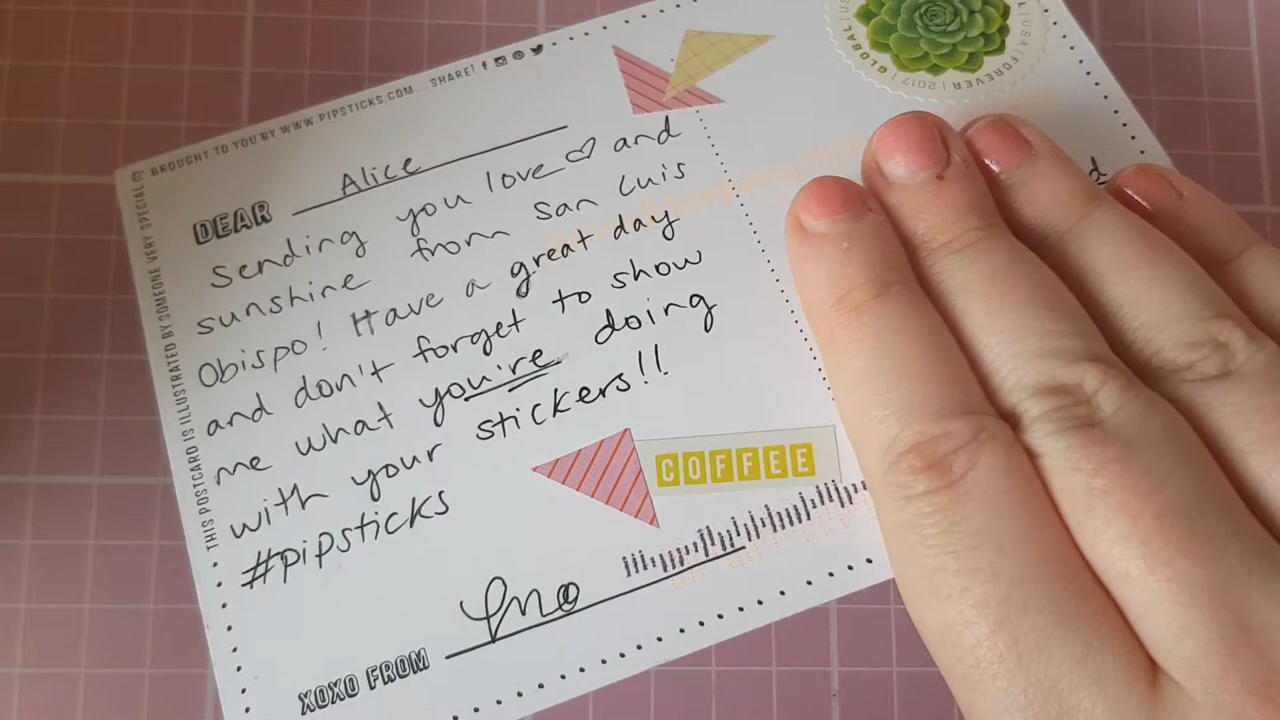 BROUGHT TO YOU BY WWW.PIPSTICKS.COM... SHARE!
THIS POSTCARD IS ILLUSTRATED BY SOMEONE VERY SPECIAL
DEAR Alice
Sending you love ♡ and
sunshine from San Luis
Obispo! Have a great day
and don't forget to show
me what you're doing
with your stickers!!
#pipsticks
COFFEE
XOXO FROM
USA | FOREVER | 2017 | GLOBAL